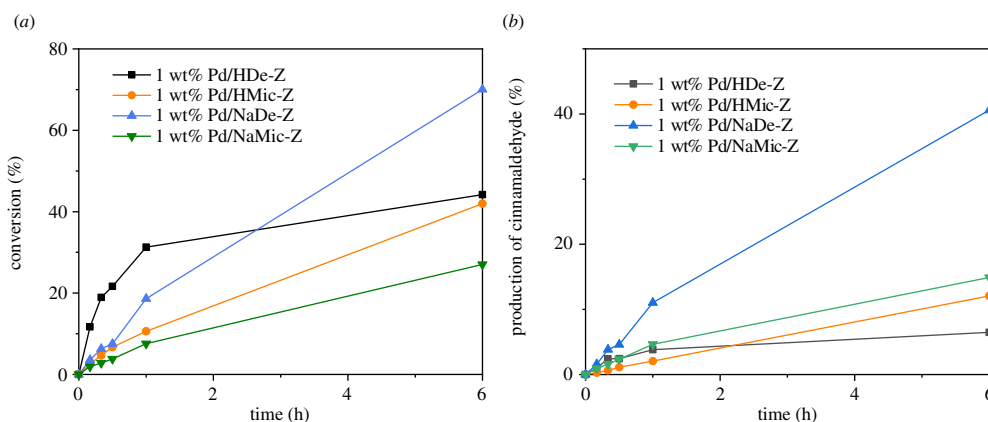 (a)
80
60
40
20
0
0
2
4
6
conversion (%)
time (h)
1 wt% Pd/HDe-Z
1 wt% Pd/HMic-Z
1 wt% Pd/NaDe-Z
1 wt% Pd/NaMic-Z
(b)
40
20
0
0
2
4
6
production of cinnamaldehyde (%)
time (h)
1 wt% Pd/HDe-Z
1 wt% Pd/HMic-Z
1 wt% Pd/NaDe-Z
1 wt% Pd/NaMic-Z